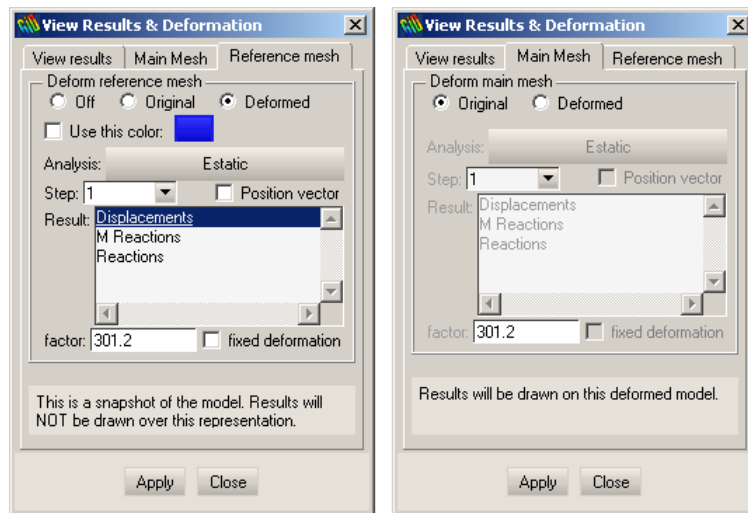 View Results & Deformation
View results Main Mesh Reference mesh
Deform reference mesh
Off Original Deformed
Use this color:
Analysis: Estatic
Step: 1 Position vector
Result: Displacements
M Reactions
Reactions
factor: 301.2 fixed deformation
This is a snapshot of the model. Results will
NOT be drawn over this representation.
Apply Close
View Results & Deformation
View results Main Mesh Reference mesh
Deform main mesh
Original Deformed
Analysis: Estatic
Step: 1 Position vector
Result: Displacements
M Reactions
Reactions
factor: 301.2 fixed deformation
Results will be drawn on this deformed model.
Apply Close